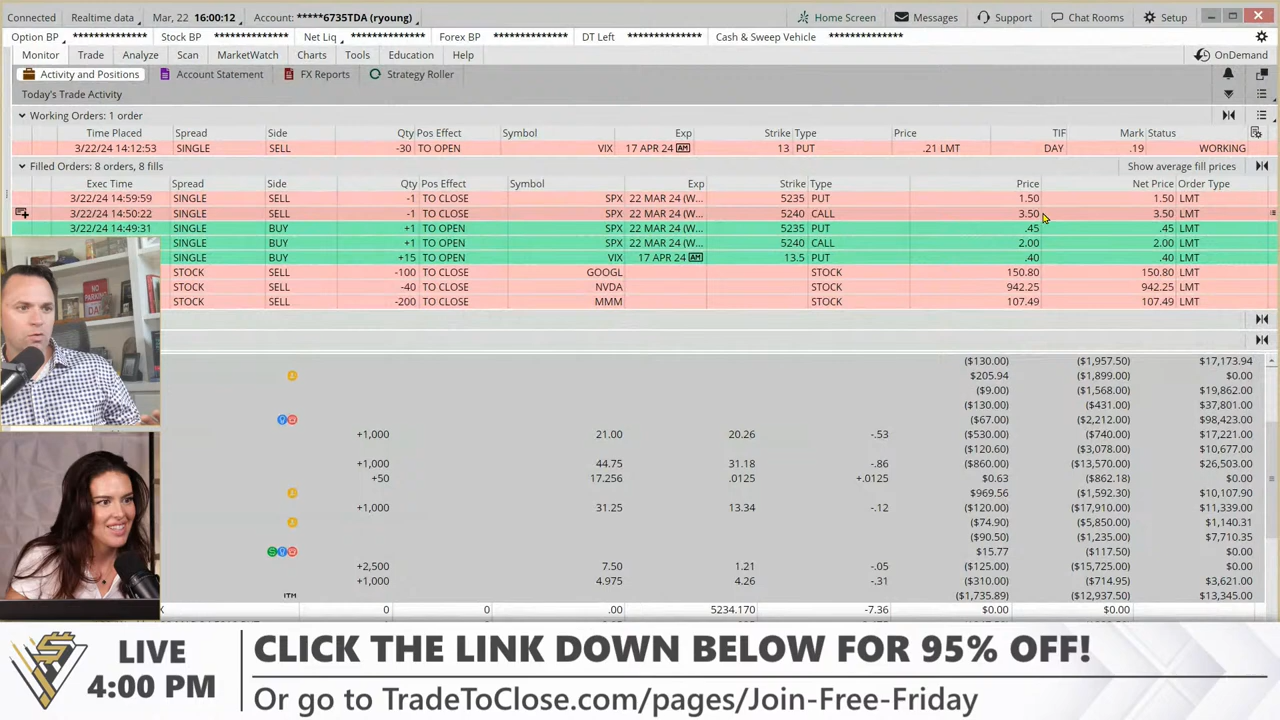 Connected Realtime data Mar, 22 16:00:12 Account: *****6735TDA (ryoung) Home Screen Messages Support Chat Rooms Setup
Option BP ************** Stock BP ************** Net Liq ************** Forex BP ************** DT Left ************** Cash & Sweep Vehicle **************
Monitor Trade Analyze Scan MarketWatch Charts Tools Education Help OnDemand
Activity and Positions Account Statement FX Reports Strategy Roller
Today's Trade Activity
Working Orders: 1 order
Time Placed Spread Side Qty Pos Effect Symbol Exp Strike Type Price TIF Mark Status
3/22/24 14:12:53 SINGLE SELL -30 TO OPEN VIX 17 APR 24 AM 13 PUT .21 LMT DAY .19 WORKING
Filled Orders: 8 orders, 8 fills Show average fill prices
Exec Time Spread Side Qty Pos Effect Symbol Exp Strike Type Price Net Price Order Type
3/22/24 14:59:59 SINGLE SELL -1 TO CLOSE SPX 22 MAR 24 (W... 5235 PUT 1.50 1.50 LMT
3/22/24 14:50:22 SINGLE SELL -1 TO CLOSE SPX 22 MAR 24 (W... 5240 CALL 3.50 3.50 LMT
3/22/24 14:49:31 SINGLE BUY +1 TO OPEN SPX 22 MAR 24 (W... 5235 PUT .45 .45 LMT
SINGLE BUY +1 TO OPEN SPX 22 MAR 24 (W... 5240 CALL 2.00 2.00 LMT
SINGLE BUY +15 TO OPEN VIX 17 APR 24 AM 13.5 PUT .40 .40 LMT
STOCK SELL -100 TO CLOSE GOOGL STOCK 150.80 150.80 LMT
STOCK SELL -40 TO CLOSE NVDA STOCK 942.25 942.25 LMT
STOCK SELL -200 TO CLOSE MMM STOCK 107.49 107.49 LMT
NO PARKING
($130.00) ($1,957.50) $17,173.94
$205.94 ($1,899.00) $0.00
($9.00) ($1,568.00) $19,862.00
($130.00) ($431.00) $37,801.00
($67.00) ($2,212.00) $98,423.00
+1,000 21.00 20.26 -.53 ($530.00) ($740.00) $17,221.00
($120.60) ($3,078.00) $10,677.00
+1,000 44.75 31.18 -.86 ($860.00) ($13,570.00) $26,503.00
+50 17.256 .0125 +.0125 $0.63 ($862.18) $0.00
$969.56 ($1,592.30) $10,107.90
+1,000 31.25 13.34 -.12 ($120.00) ($17,910.00) $11,339.00
($74.90) ($5,850.00) $1,140.31
($90.50) ($1,235.00) $7,710.35
$15.77 ($117.50) $0.00
+2,500 7.50 1.21 -.05 ($125.00) ($15,725.00) $0.00
+1,000 4.975 4.26 -.31 ($310.00) ($714.95) $3,621.00
ITM ($1,735.89) ($12,937.50) $13,345.00
X 0 0 .00 5234.170 -7.36 $0.00 $0.00
LIVE
4:00 PM
CLICK THE LINK DOWN BELOW FOR 95% OFF!
Or go to TradeToClose.com/pages/Join-Free-Friday